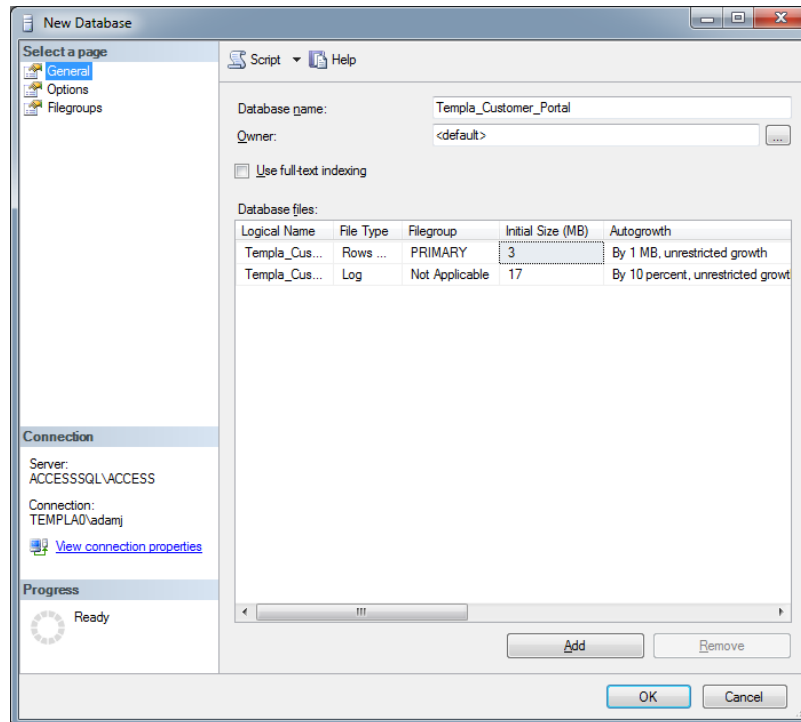 New Database
Select a page
General
Options
Filegroups
Script Help
Database name: Templa_Customer_Portal
Owner: <default> ...
Use full-text indexing
Database files:
Logical Name File Type Filegroup Initial Size (MB) Autogrowth
Templa_Cus... Rows ... PRIMARY 3 By 1 MB, unrestricted growth
Templa_Cus... Log Not Applicable 17 By 10 percent, unrestricted growt
Connection
Server:
ACCESSSQL\ACCESS
Connection:
TEMPLA0\adamj
View connection properties
Progress
Ready
Add Remove
OK Cancel